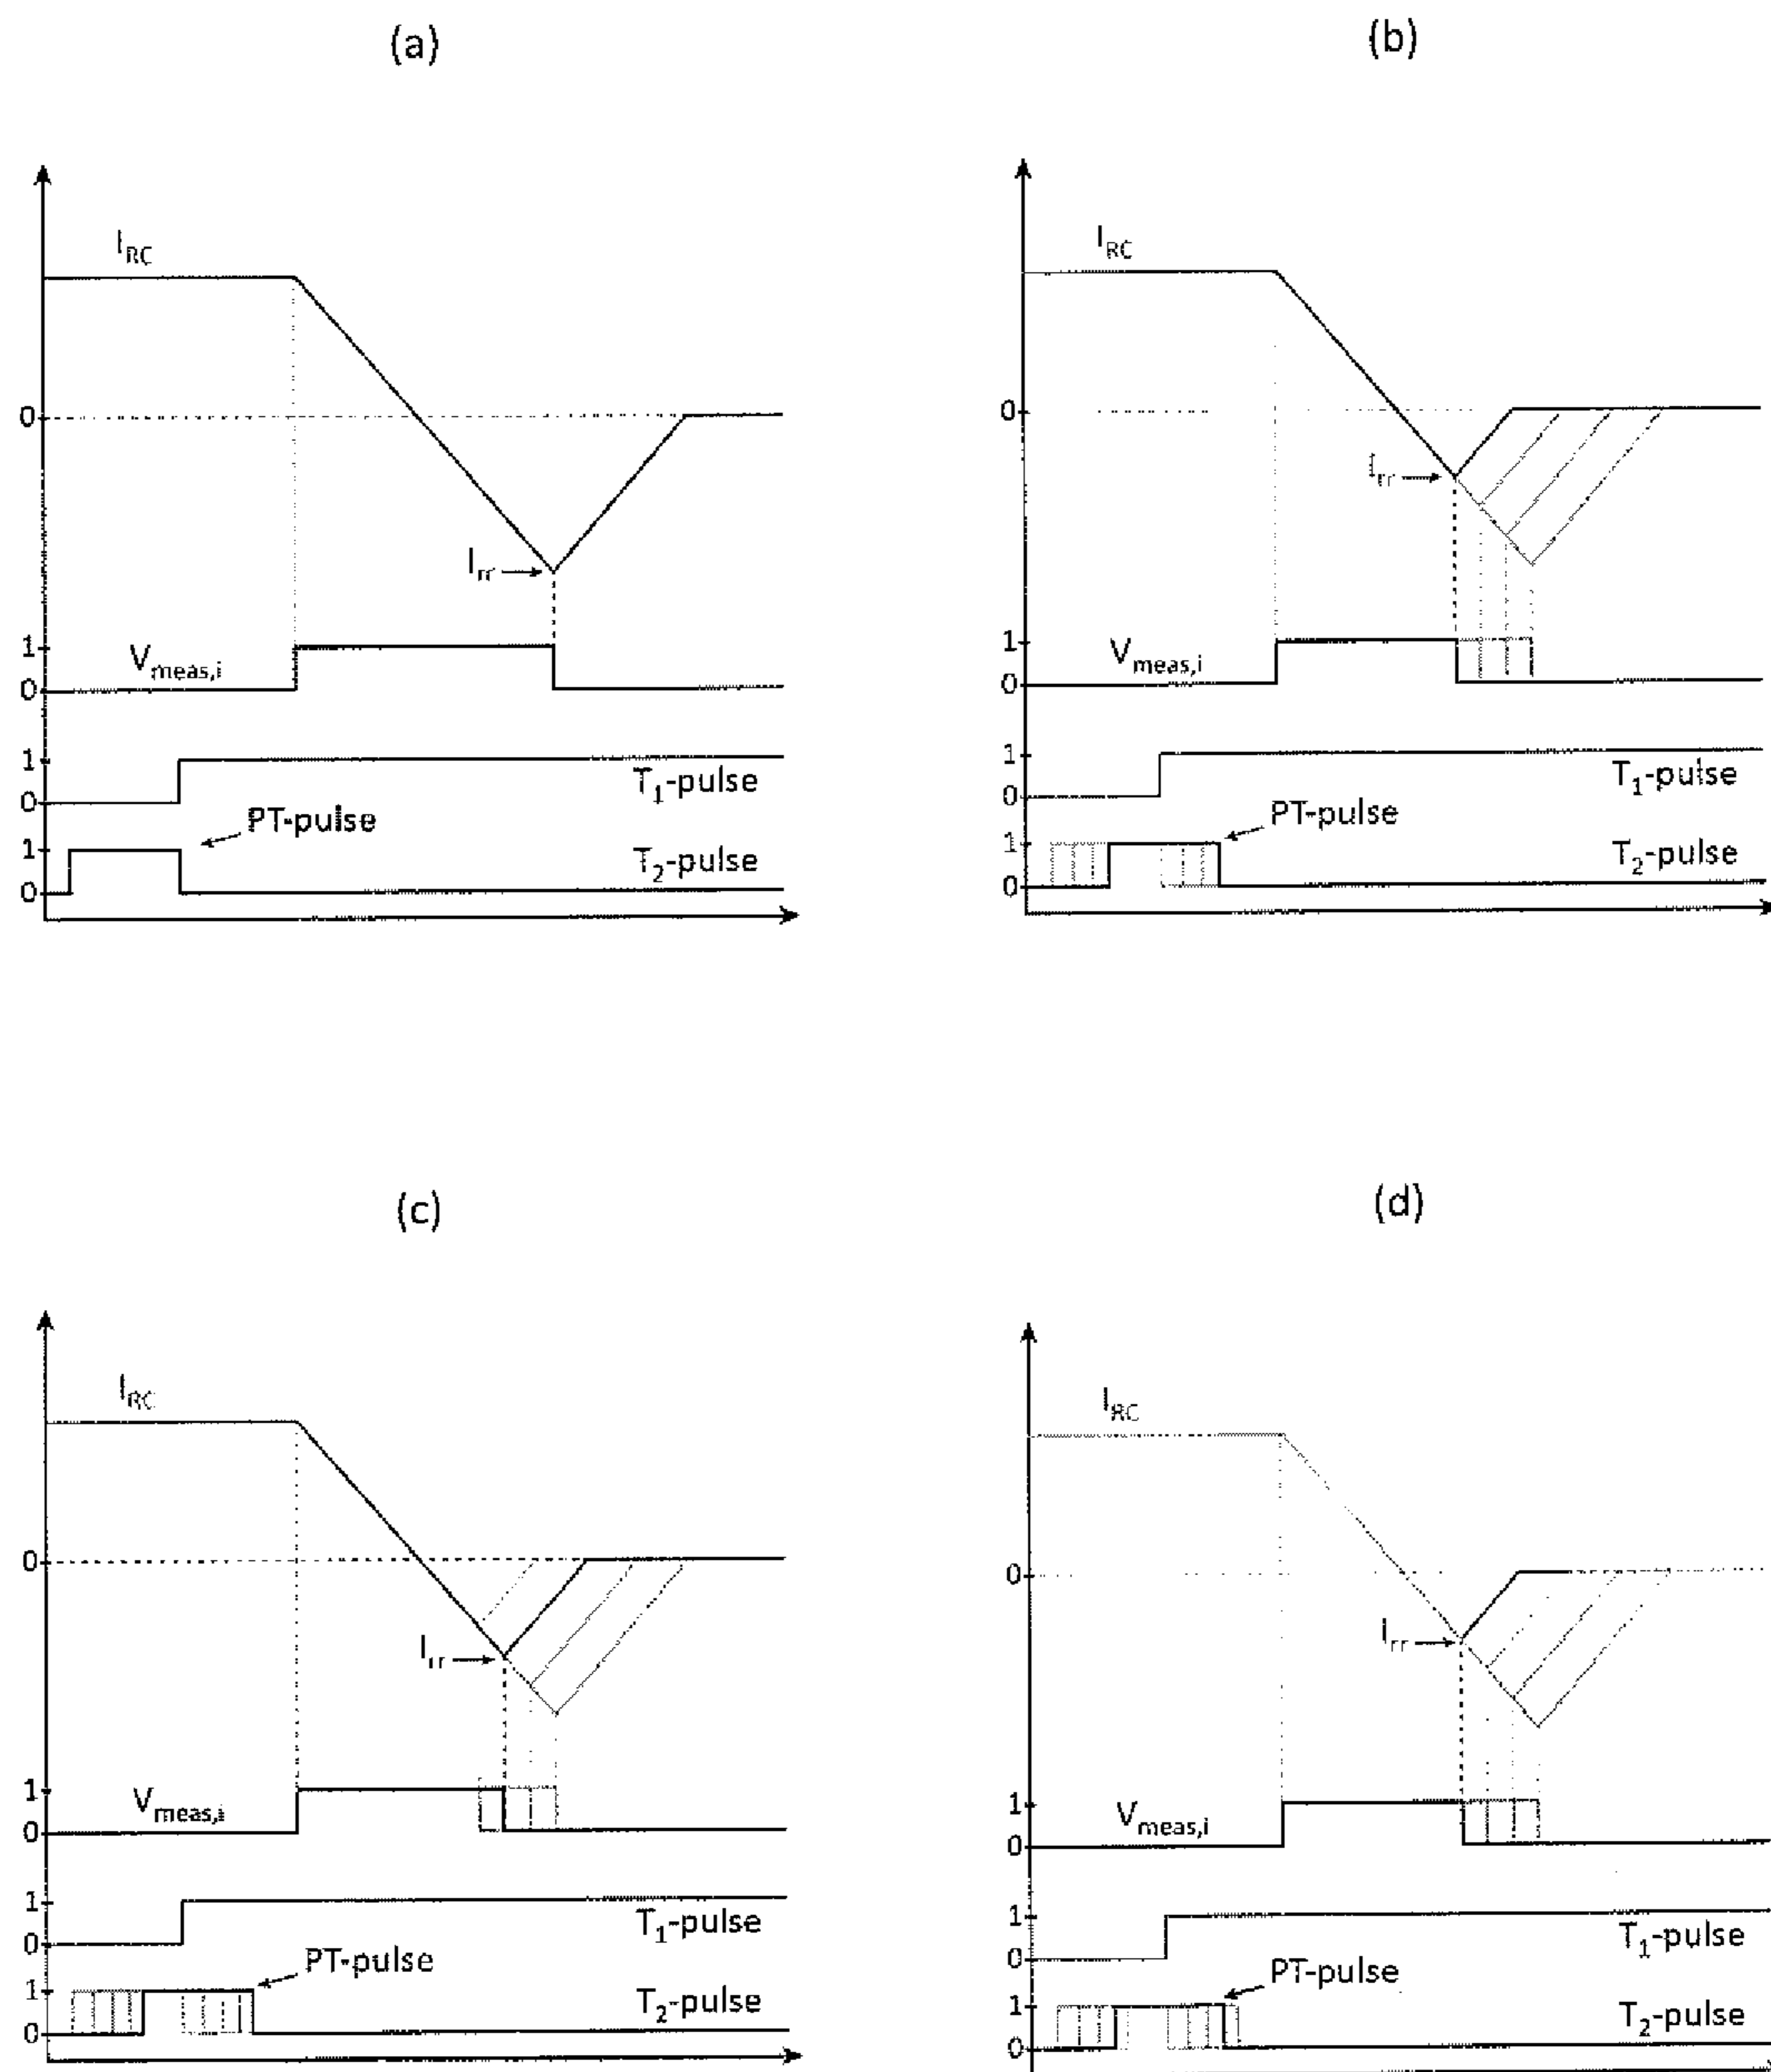 (a)
I_RC
0
I_rr
1
V_meas,i
0
1
T_1-pulse
0
PT-pulse
1
T_2-pulse
0
(b)
I_RC
0
I_rr
1
V_meas,i
0
1
T_1-pulse
0
PT-pulse
1
T_2-pulse
0
(c)
I_RC
0
I_rr
1
V_meas,i
0
1
T_1-pulse
0
PT-pulse
1
T_2-pulse
0
(d)
I_RC
0
I_rr
1
V_meas,i
0
1
T_1-pulse
0
PT-pulse
1
T_2-pulse
0